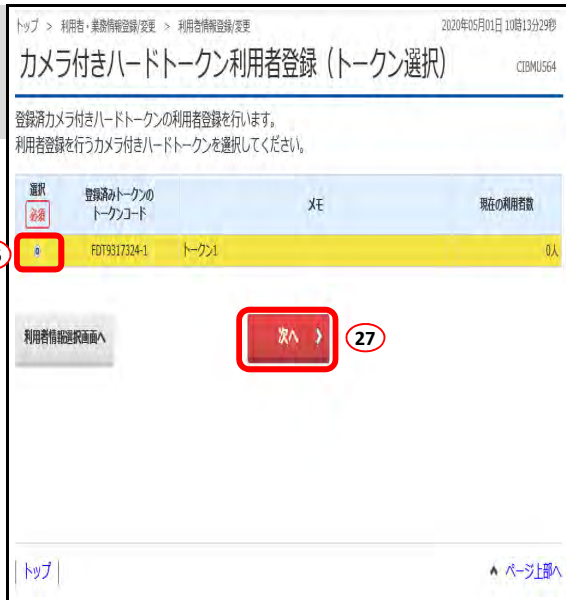 トップ > 利用者・業務情報登録/変更 > 利用者情報登録/変更 2020年05月01日 10時13分29秒
カメラ付きハードトークン利用者登録（トークン選択） CIBMU564
登録済カメラ付きハードトークンの利用者登録を行います。
利用者登録を行うカメラ付きハードトークンを選択してください。
選択 必須 登録済みトークンの メモ 現在の利用者数
トークンコード
FDT9317324-1 トークン1 0人
利用者情報選択画面へ 次へ 27
トップ ページ上部へ